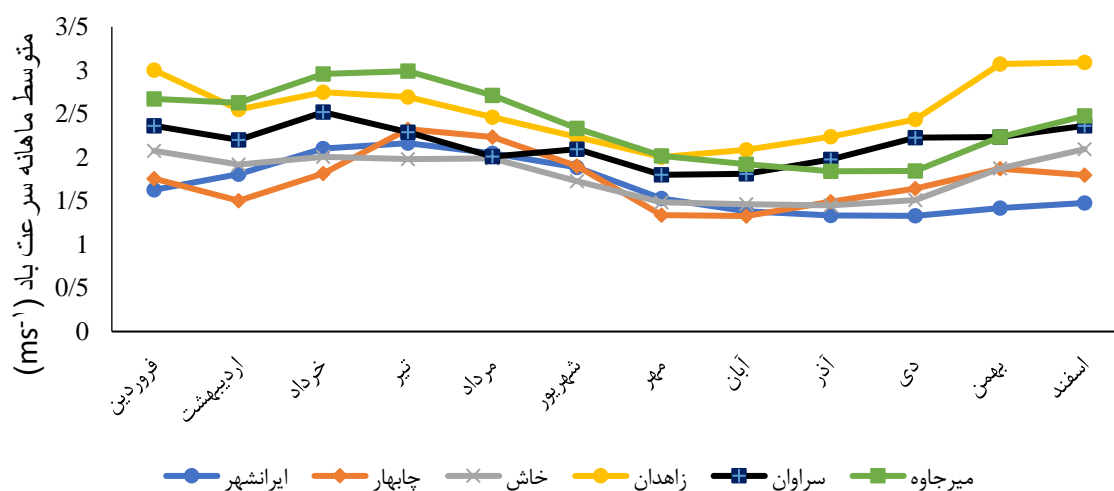 متوسط ماهانه سرعت باد (ms⁻¹)
3/5
3
2/5
2
1/5
1
0/5
0
فروردین
اردیبهشت
خرداد
تیر
مرداد
شهریور
مهر
آبان
آذر
دی
بهمن
اسفند
ایرانشهر
چابهار
خاش
زاهدان
سراوان
میرجاوه